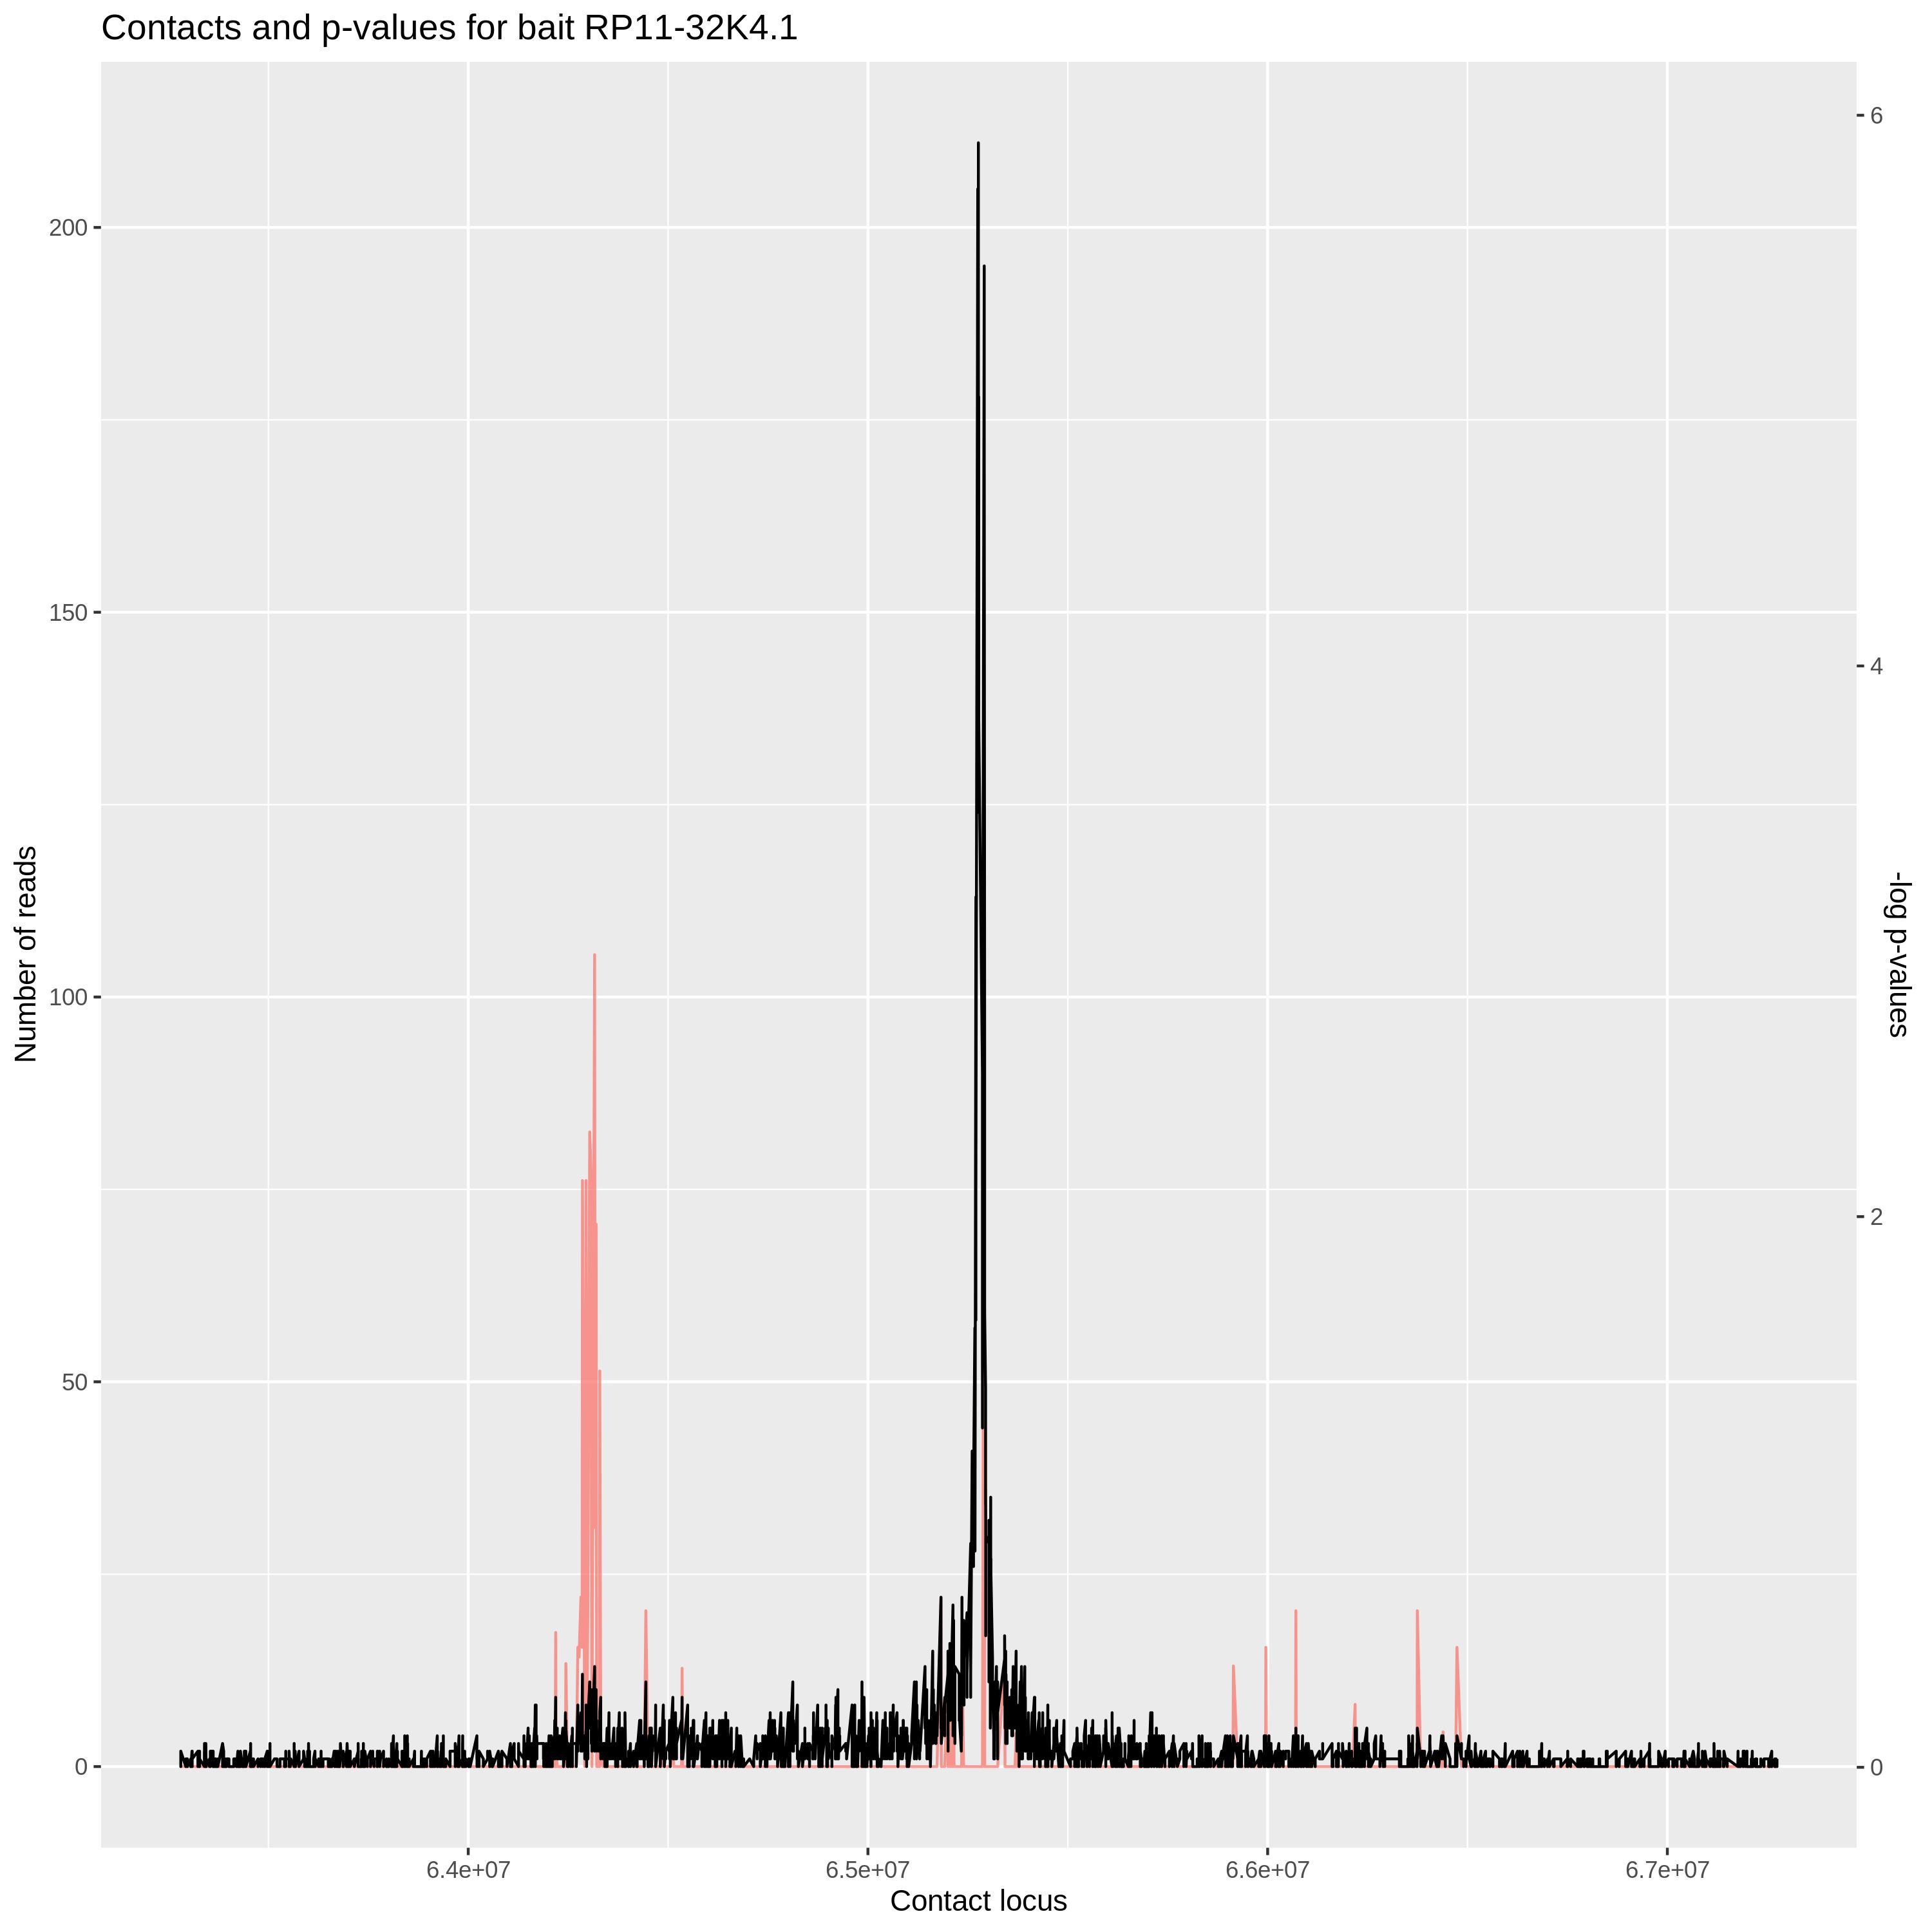 Contacts and p-values for bait RP11-32K4.1
6
200
4
150
Number of reads
-log p-values
100
2
50
0
0
6.4e+07
6.5e+07
6.6e+07
6.7e+07
Contact locus